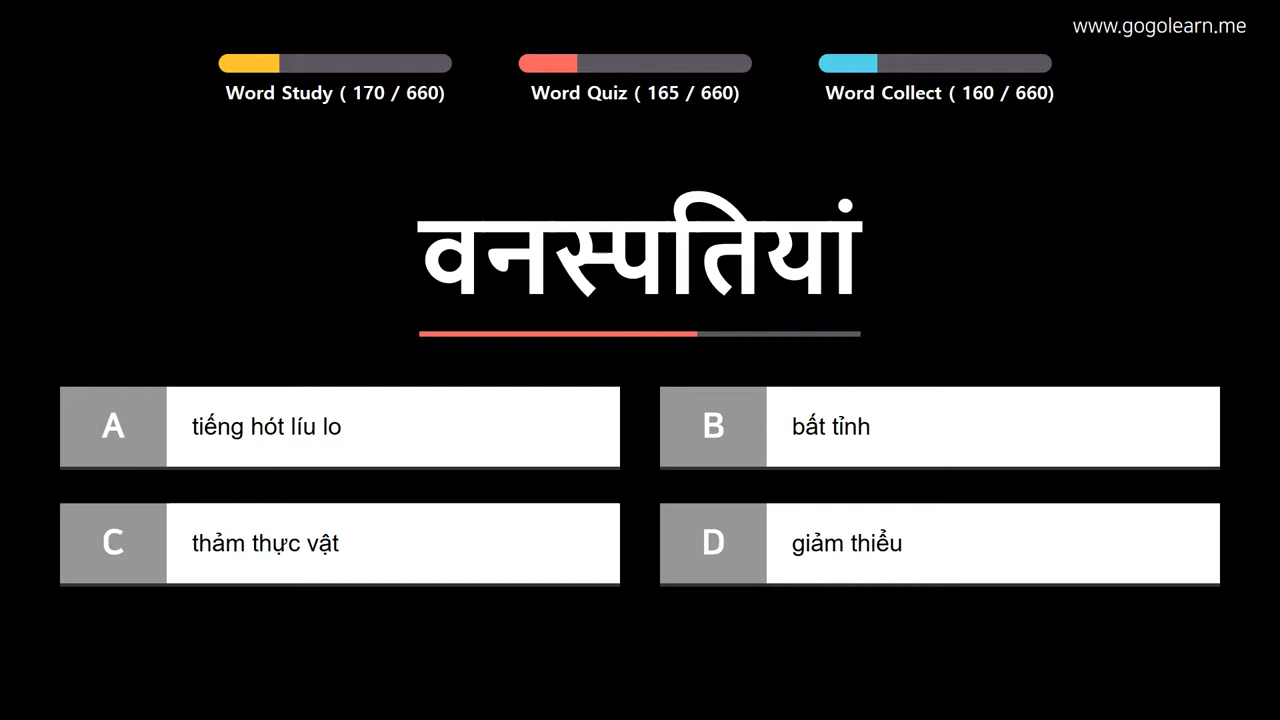 www.gogolearn.me
Word Study ( 170 / 660)
Word Quiz ( 165 / 660)
Word Collect ( 160 / 660)
वनस्पतियां
A
tiếng hót líu lo
B
bất tỉnh
C
thảm thực vật
D
giảm thiểu